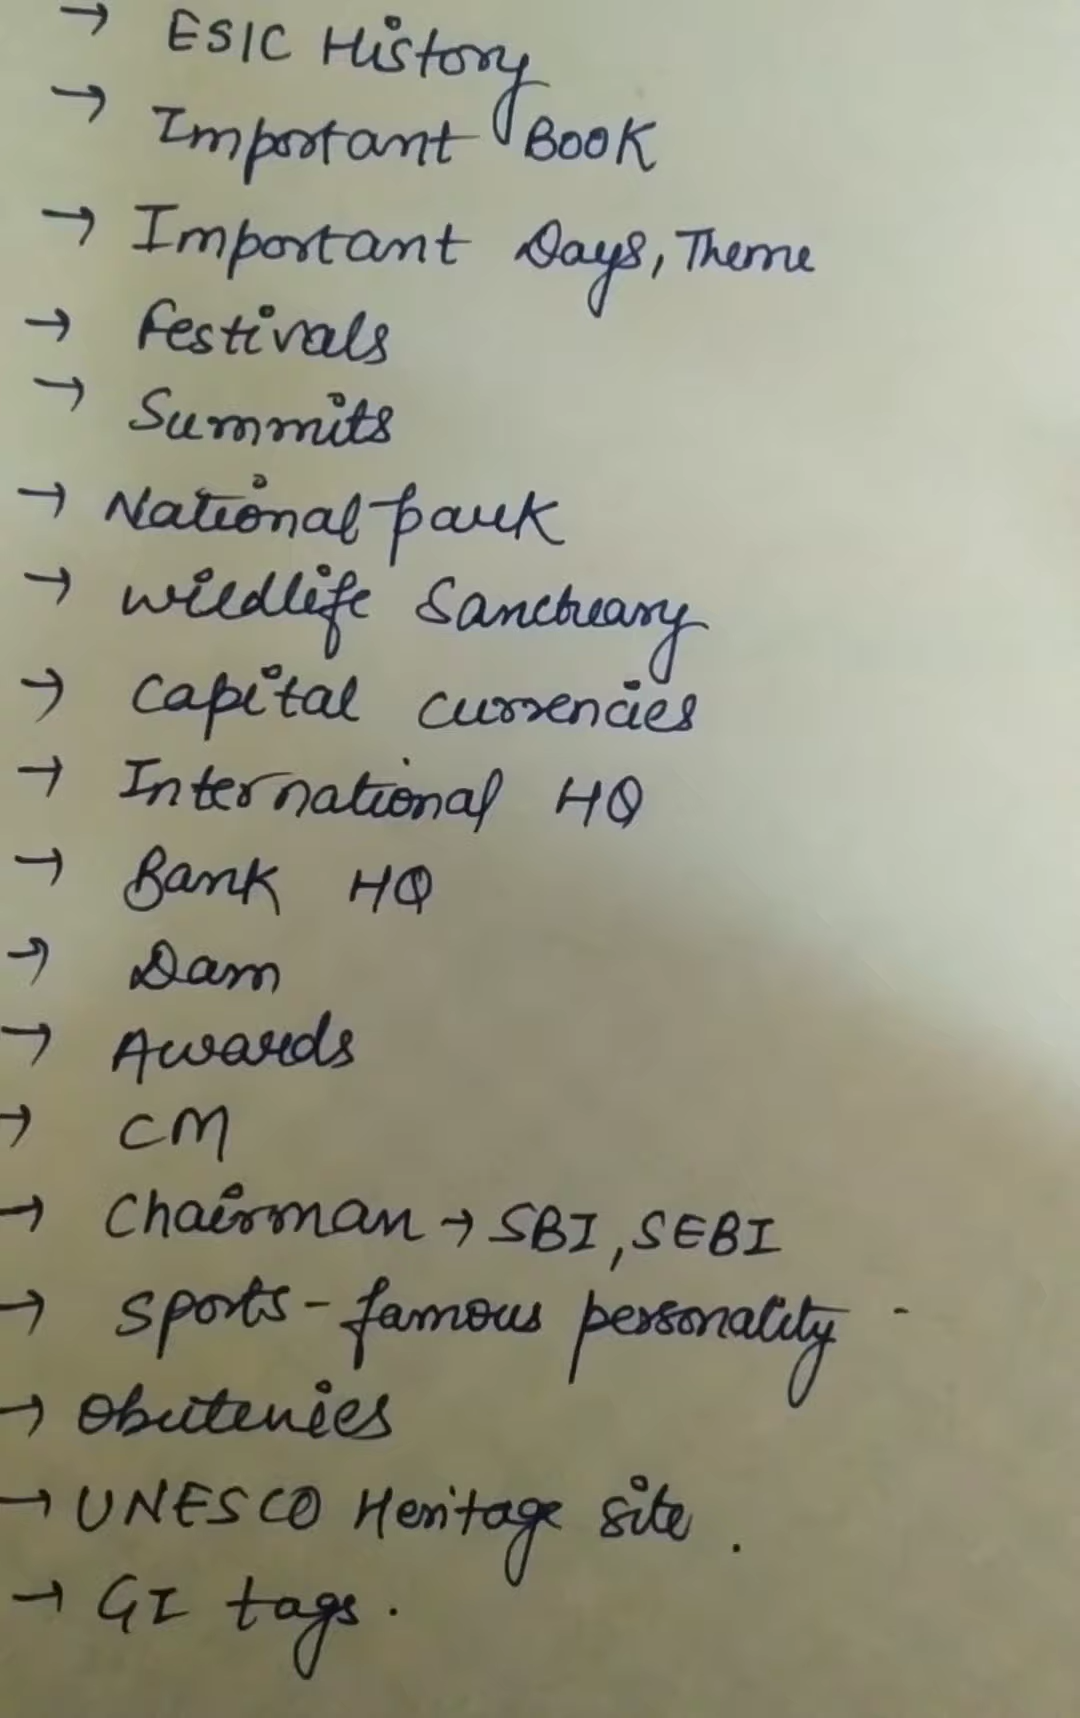 → ESIC History
→ Important Book
→ Important Days, Theme
→ festivals
→ Summits
→ National park
→ wildlife Sanctuary
→ Capital currencies
→ International HQ
→ Bank HQ
→ Dam
→ Awards
→ CM
→ Chairman → SBI, SEBI
→ Sports - famous personality -
→ Obuteries
→ UNESCO Heritage site .
→ GI tags .